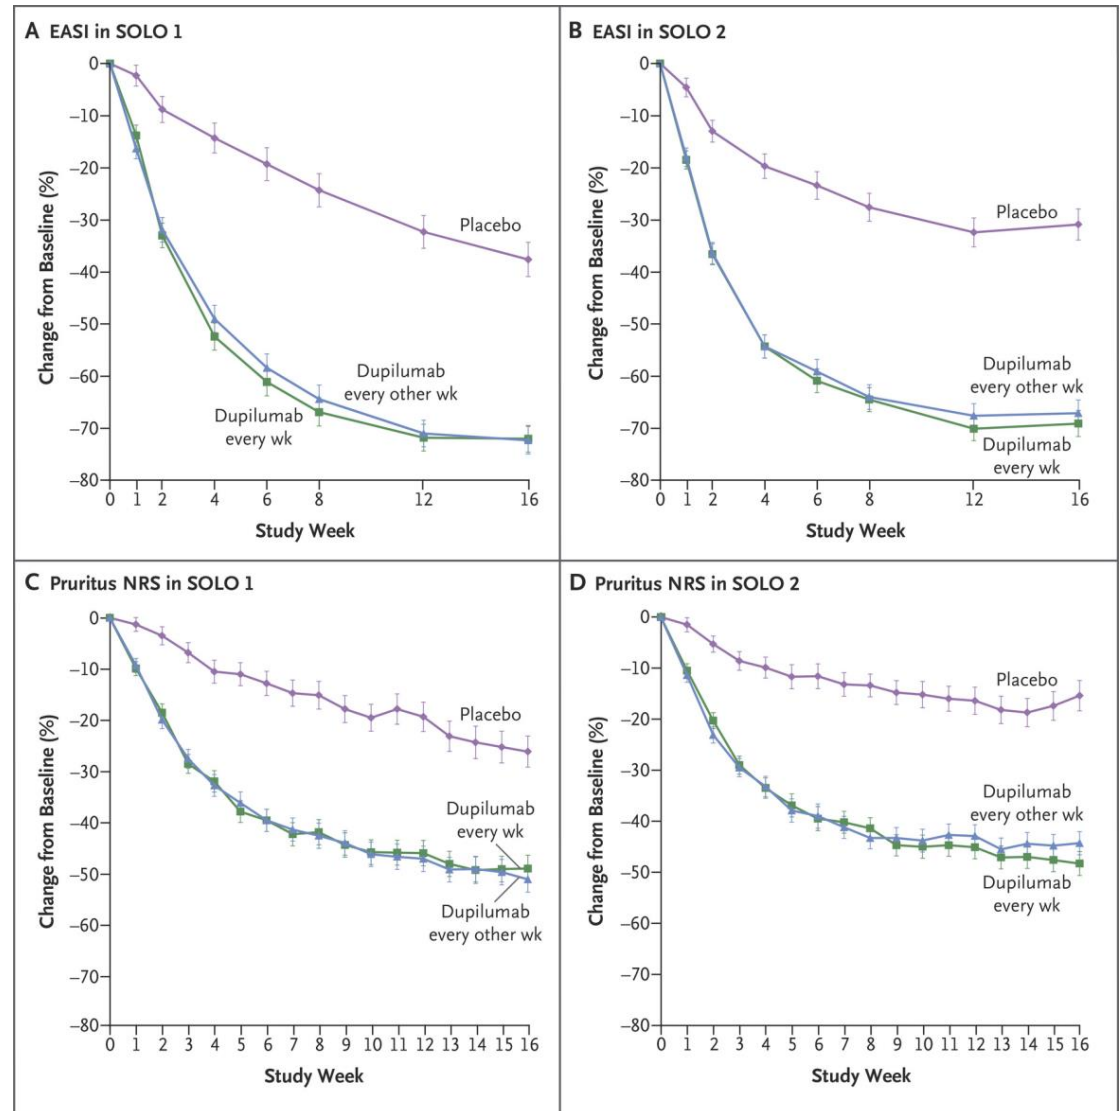 A EASI in SOLO 1
Change from Baseline (%)
0
−10
−20
−30
−40
−50
−60
−70
−80
Placebo
Dupilumab
every other wk
Dupilumab
every wk
0 1 2 4 6 8 12 16
Study Week
B EASI in SOLO 2
Change from Baseline (%)
0
−10
−20
−30
−40
−50
−60
−70
−80
Placebo
Dupilumab
every other wk
Dupilumab
every wk
0 1 2 4 6 8 12 16
Study Week
C Pruritus NRS in SOLO 1
Change from Baseline (%)
0
−10
−20
−30
−40
−50
−60
−70
−80
Placebo
Dupilumab
every wk
Dupilumab
every other wk
0 1 2 3 4 5 6 7 8 9 10 11 12 13 14 15 16
Study Week
D Pruritus NRS in SOLO 2
Change from Baseline (%)
0
−10
−20
−30
−40
−50
−60
−70
−80
Placebo
Dupilumab
every other wk
Dupilumab
every wk
0 1 2 3 4 5 6 7 8 9 10 11 12 13 14 15 16
Study Week